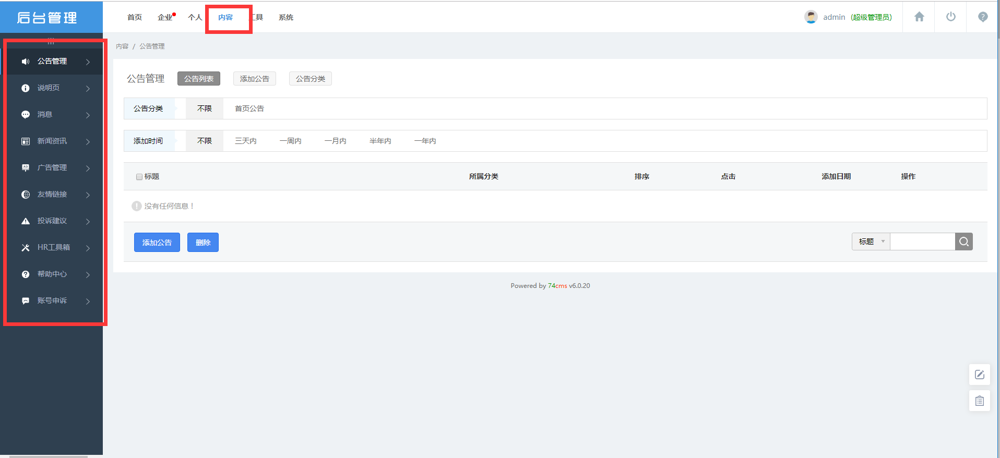 后台管理
首页 企业 个人 内容 工具 系统
admin (超级管理员)
内容 / 公告管理
公告管理
说明页
消息
新闻资讯
广告管理
友情链接
投诉建议
HR工具箱
帮助中心
账号申诉
公告管理 公告列表 添加公告 公告分类
公告分类 不限 首页公告
添加时间 不限 三天内 一周内 一月内 半年内 一年内
标题 所属分类 排序 点击 添加日期 操作
没有任何信息！
添加公告 删除 标题
Powered by 74cms v6.0.20